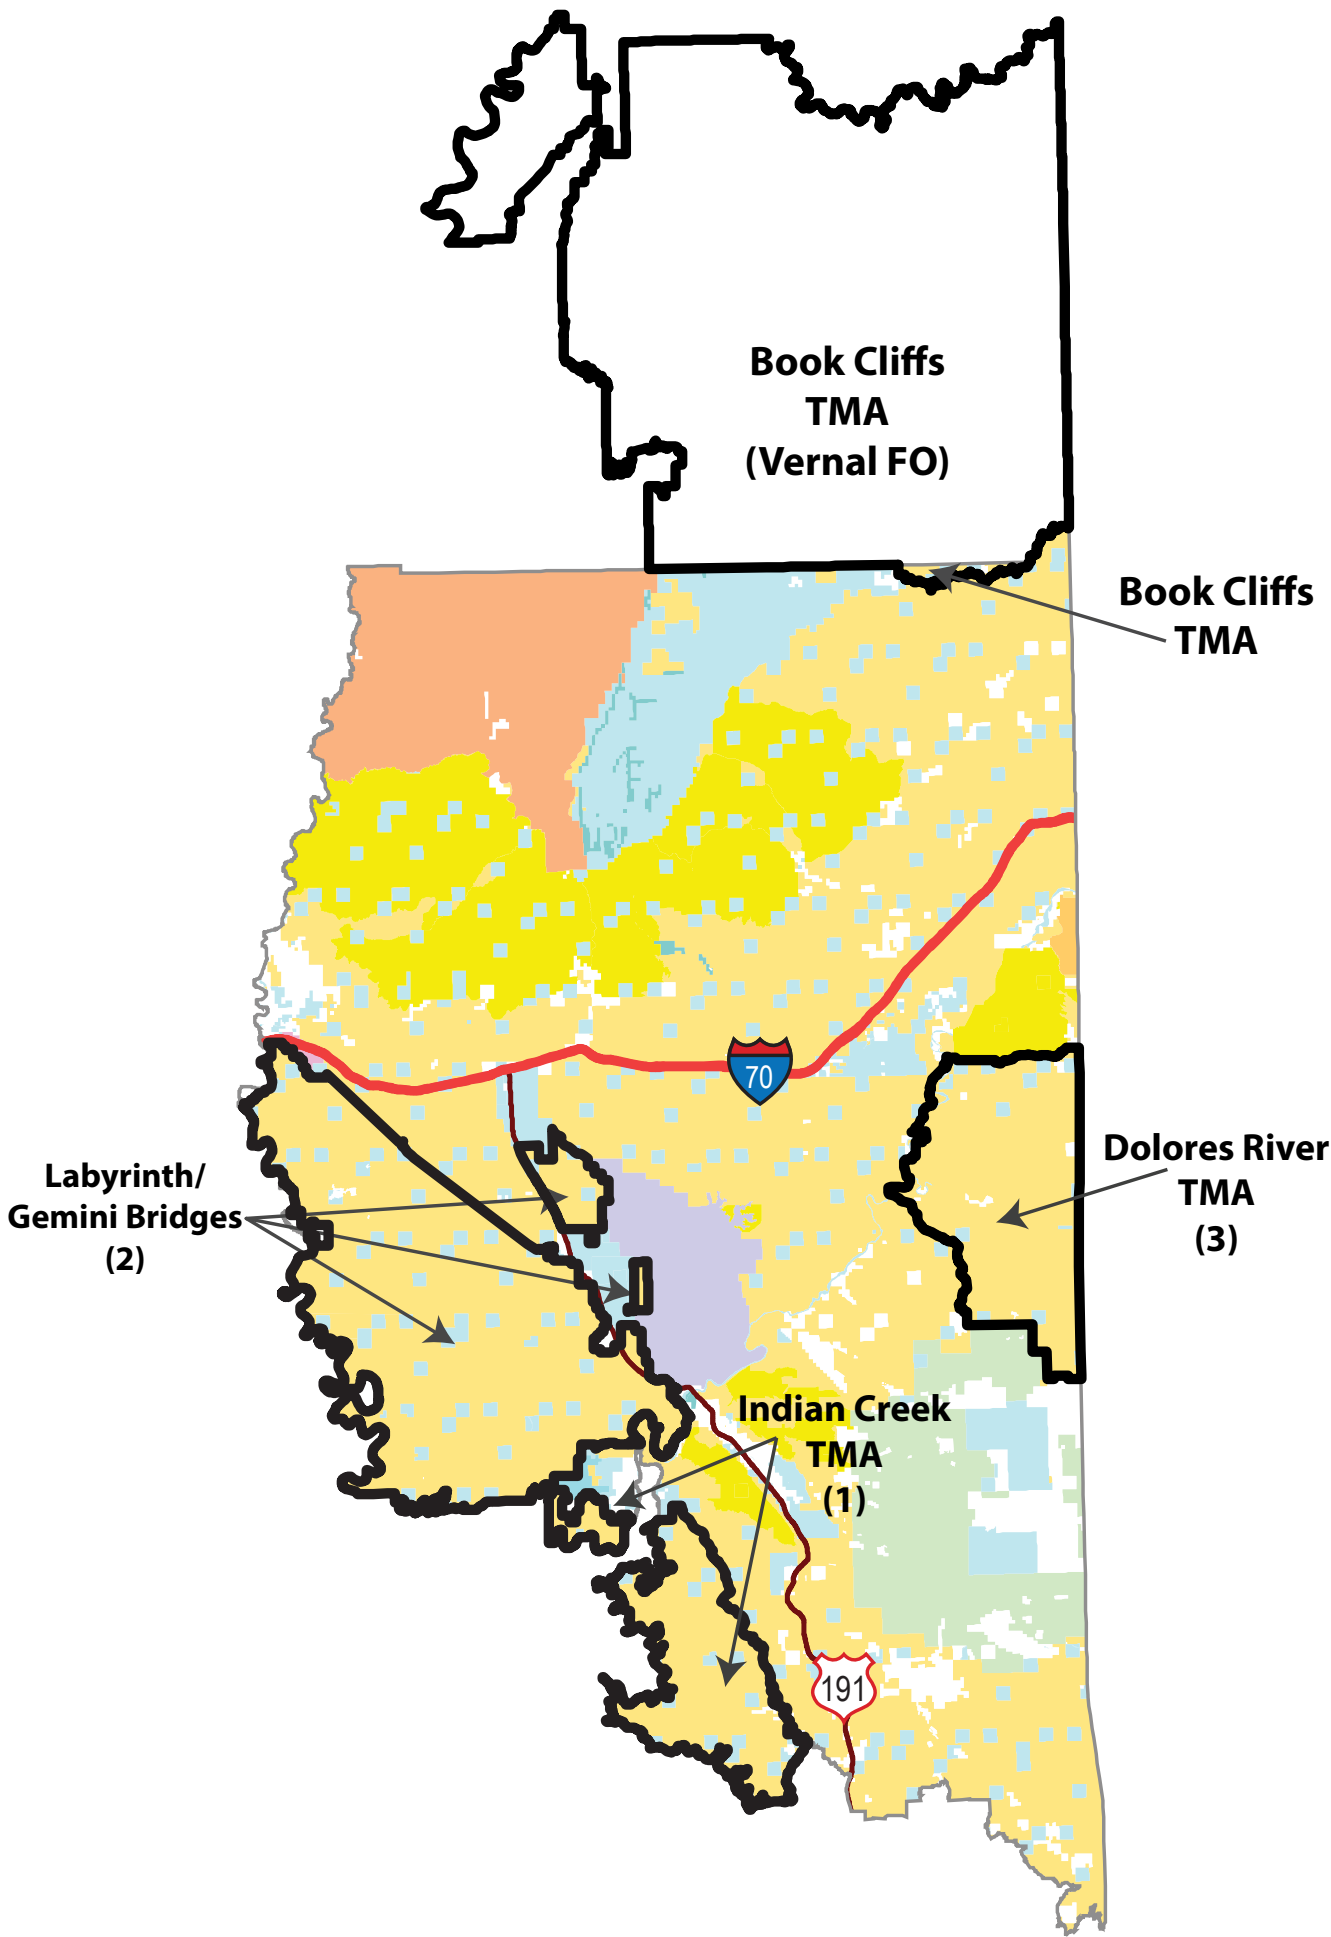 Book Cliffs
TMA
(Vernal FO)
Book Cliffs
TMA
70
Labyrinth/
Gemini Bridges
(2)
Dolores River
TMA
(3)
Indian Creek
TMA
(1)
191